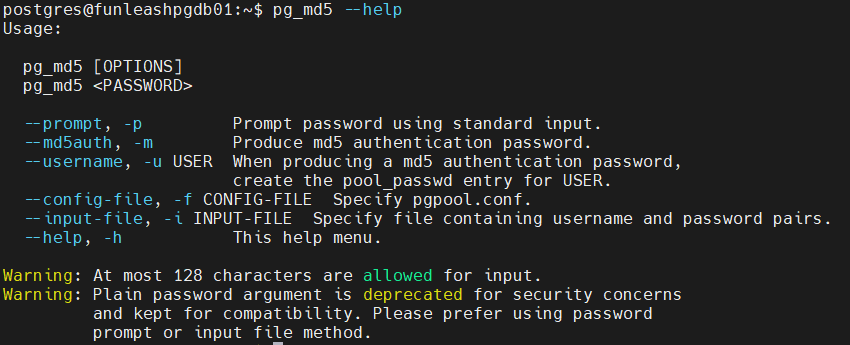 postgres@funleashpgdb01:~$ pg_md5 --help
Usage:
pg_md5 [OPTIONS]
pg_md5 <PASSWORD>
--prompt, -p Prompt password using standard input.
--md5auth, -m Produce md5 authentication password.
--username, -u USER When producing a md5 authentication password,
create the pool_passwd entry for USER.
--config-file, -f CONFIG-FILE Specify pgpool.conf.
--input-file, -i INPUT-FILE Specify file containing username and password pairs.
--help, -h This help menu.
Warning: At most 128 characters are allowed for input.
Warning: Plain password argument is deprecated for security concerns
and kept for compatibility. Please prefer using password
prompt or input file method.